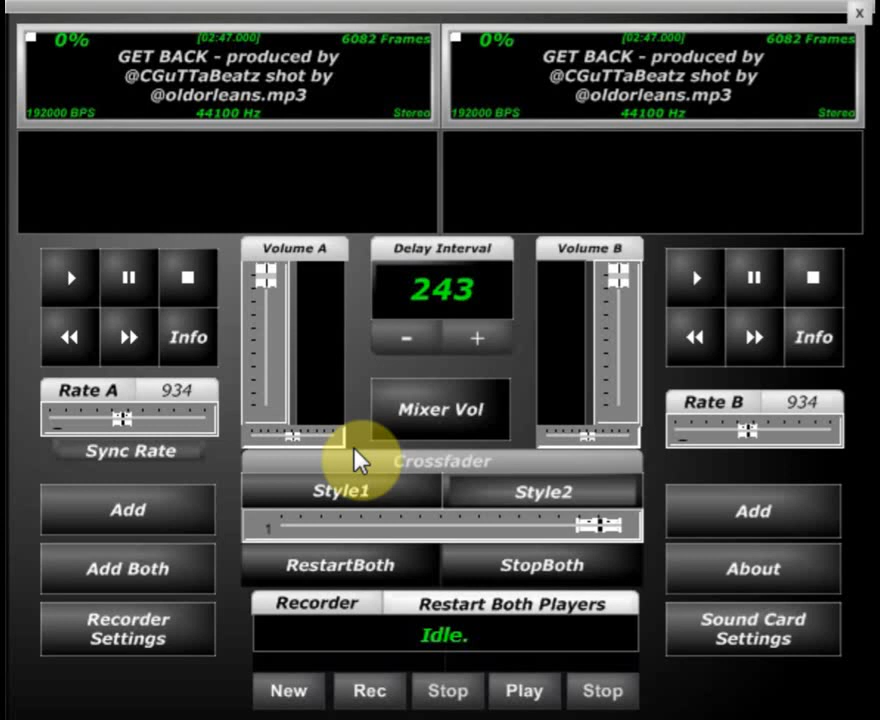 x
0% [02:47.000] 6082 Frames
GET BACK - produced by
@CGuTTaBeatz shot by
@oldorleans.mp3
192000 BPS 44100 Hz Stereo
0% [02:47.000] 6082 Frames
GET BACK - produced by
@CGuTTaBeatz shot by
@oldorleans.mp3
192000 BPS 44100 Hz Stereo
Volume A
Delay Interval
Volume B
243
- +
Info
Info
Rate A 934
Mixer Vol
Rate B 934
Sync Rate
Crossfader
Style1
Style2
1
Add
Add
RestartBoth
StopBoth
Add Both
About
Recorder
Restart Both Players
Recorder
Settings
Idle.
Sound Card
Settings
New
Rec
Stop
Play
Stop